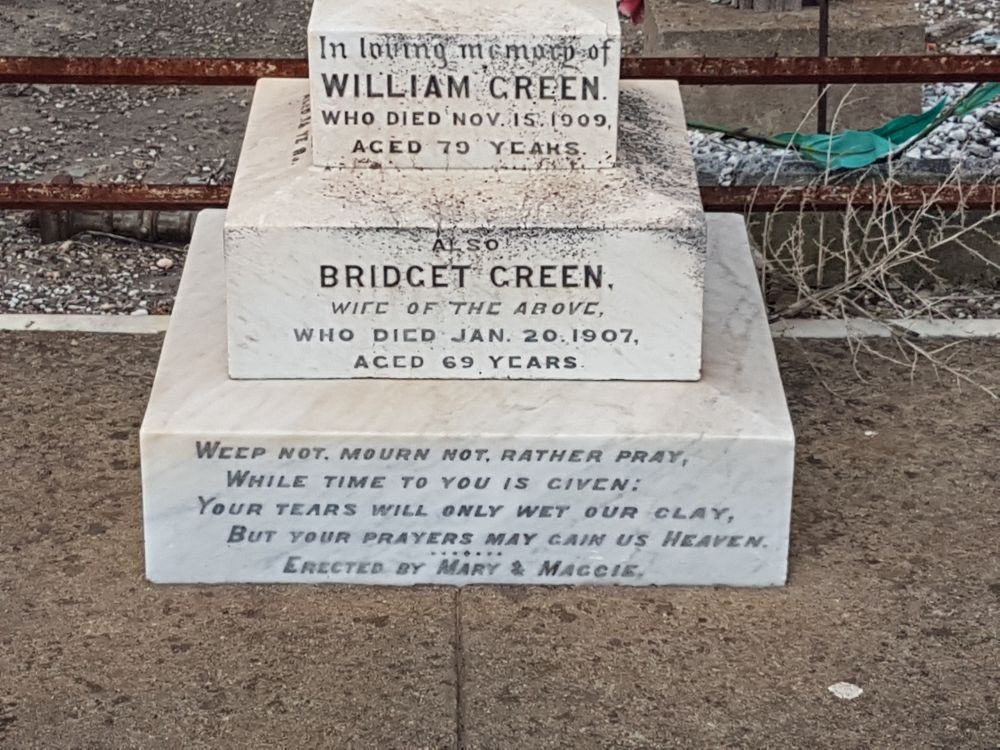 In loving memory of
WILLIAM GREEN.
WHO DIED NOV. 15. 1909,
AGED 79 YEARS.
ALSO
BRIDGET GREEN,
WIFE OF THE ABOVE,
WHO DIED JAN. 20. 1907,
AGED 69 YEARS.
WEEP NOT, MOURN NOT, RATHER PRAY,
WHILE TIME TO YOU IS GIVEN:
YOUR TEARS WILL ONLY WET OUR CLAY,
BUT YOUR PRAYERS MAY GAIN US HEAVEN.
ERECTED BY MARY & MAGGIE.